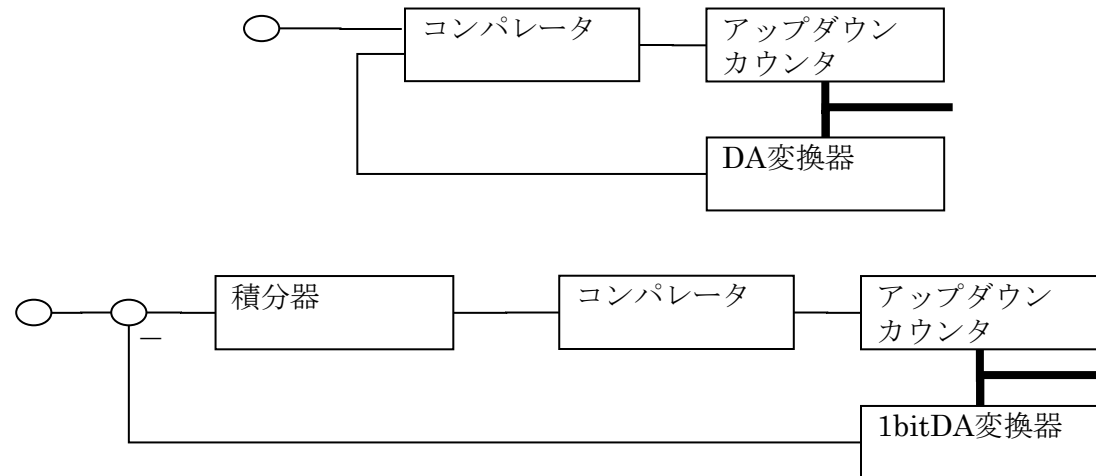 コンパレータ
アップダウン
カウンタ
DA変換器
積分器
コンパレータ
アップダウン
カウンタ
−
1bitDA変換器